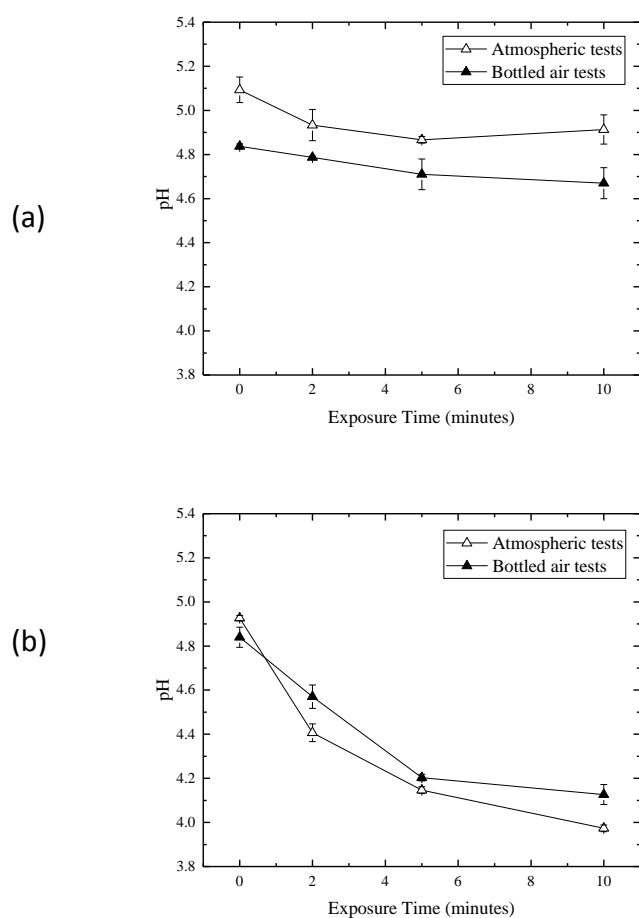 (a)
5.4
5.2
5.0
4.8
4.6
4.4
4.2
4.0
3.8
pH
Atmospheric tests
Bottled air tests
0 2 4 6 8 10
Exposure Time (minutes)
(b)
5.4
5.2
5.0
4.8
4.6
4.4
4.2
4.0
3.8
pH
Atmospheric tests
Bottled air tests
0 2 4 6 8 10
Exposure Time (minutes)